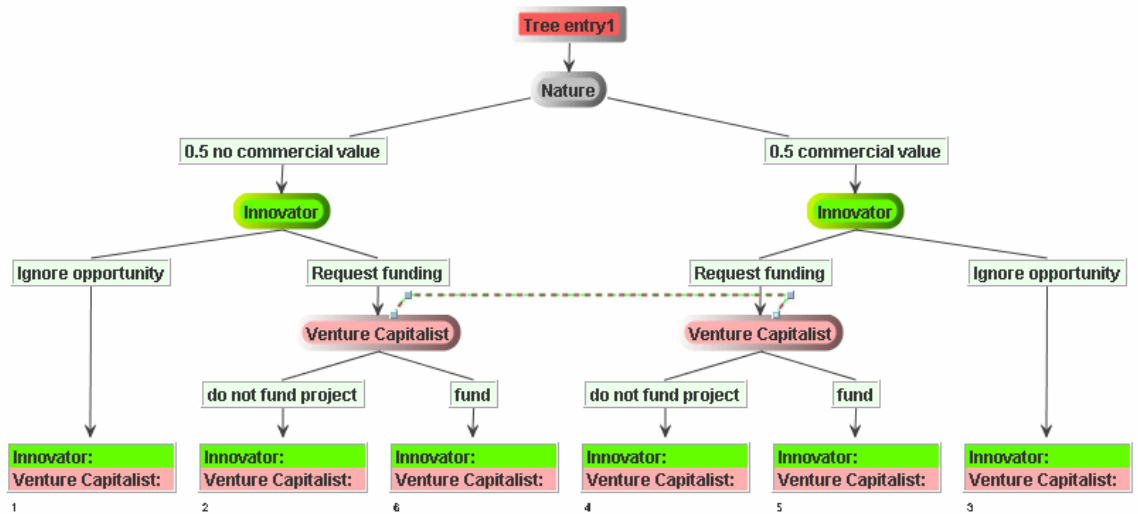 Tree entry1
Nature
0.5 no commercial value
0.5 commercial value
Innovator
Innovator
Ignore opportunity
Request funding
Request funding
Ignore opportunity
Venture Capitalist
Venture Capitalist
do not fund project
fund
do not fund project
fund
Innovator:
Venture Capitalist:
Innovator:
Venture Capitalist:
Innovator:
Venture Capitalist:
Innovator:
Venture Capitalist:
Innovator:
Venture Capitalist:
Innovator:
Venture Capitalist:
1
2
6
4
5
3